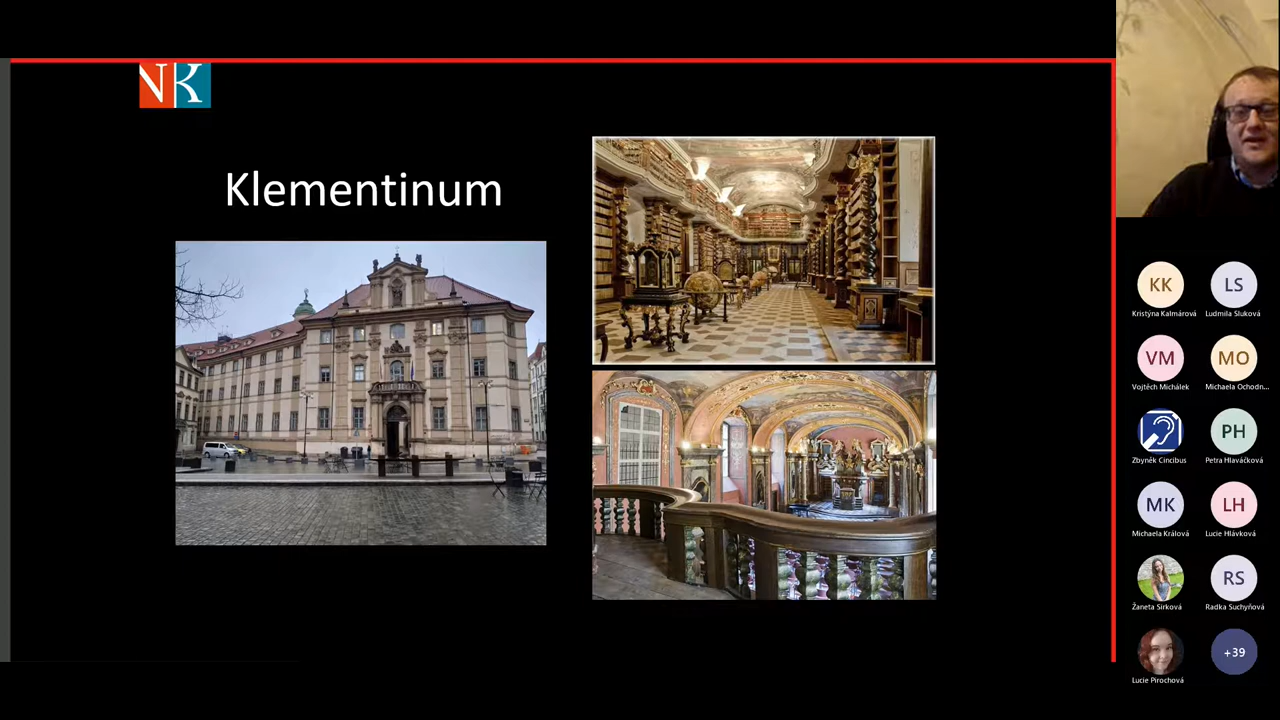 NK
Klementinum
KK
LS
Kristýna Kalmárová
Ludmila Sluková
VM
MO
Vojtěch Michálek
Michaela Ochodn...
PH
Zbyněk Cincibus
Petra Hlaváčková
MK
LH
Michaela Králová
Lucie Hlávková
RS
Žaneta Sirková
Radka Suchyňová
+39
Lucie Pirochová